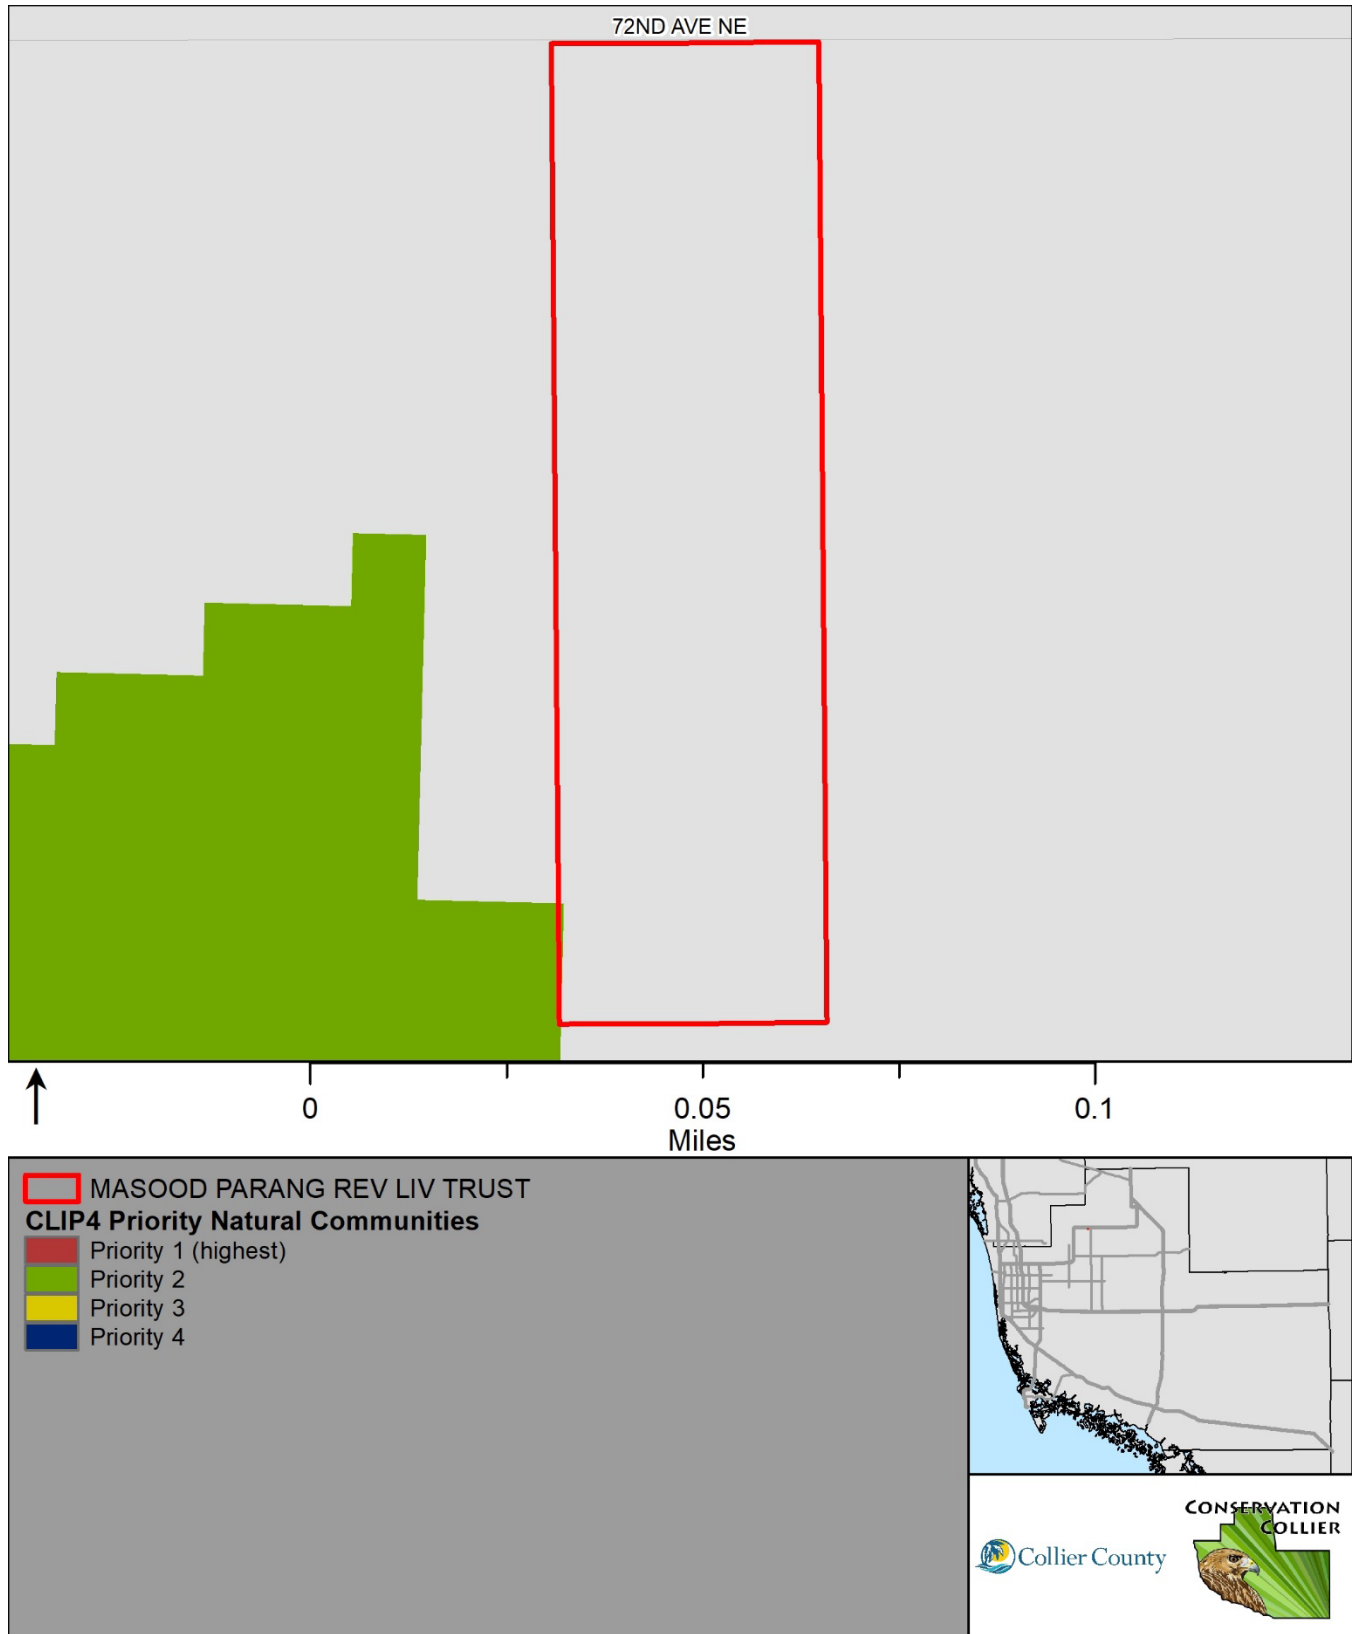 72ND AVE NE
0 0.05 0.1
Miles
MASOOD PARANG REV LIV TRUST
CLIP4 Priority Natural Communities
Priority 1 (highest)
Priority 2
Priority 3
Priority 4
CONSERVATION
COLLIER
Collier County